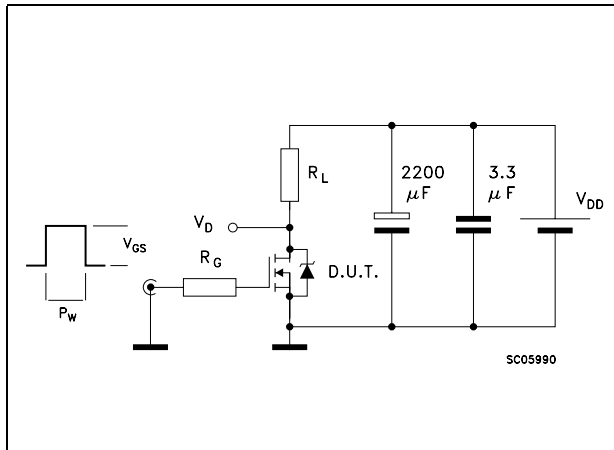 2200
μF
3.3
μF
R_L
V_DD
V_D
V_GS
R_G
D.U.T.
P_W
SC05990